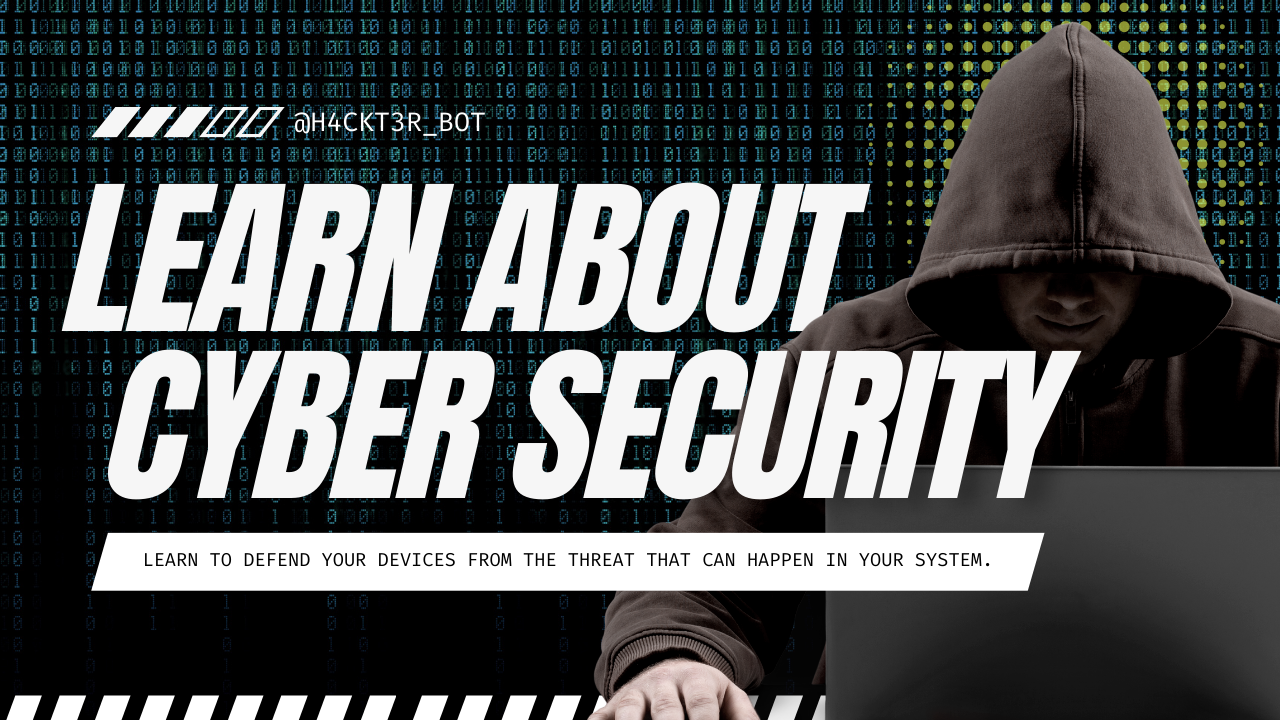 @H4CKT3R_BOT
LEARN ABOUT
CYBER SECURITY
LEARN TO DEFEND YOUR DEVICES FROM THE THREAT THAT CAN HAPPEN IN YOUR SYSTEM.